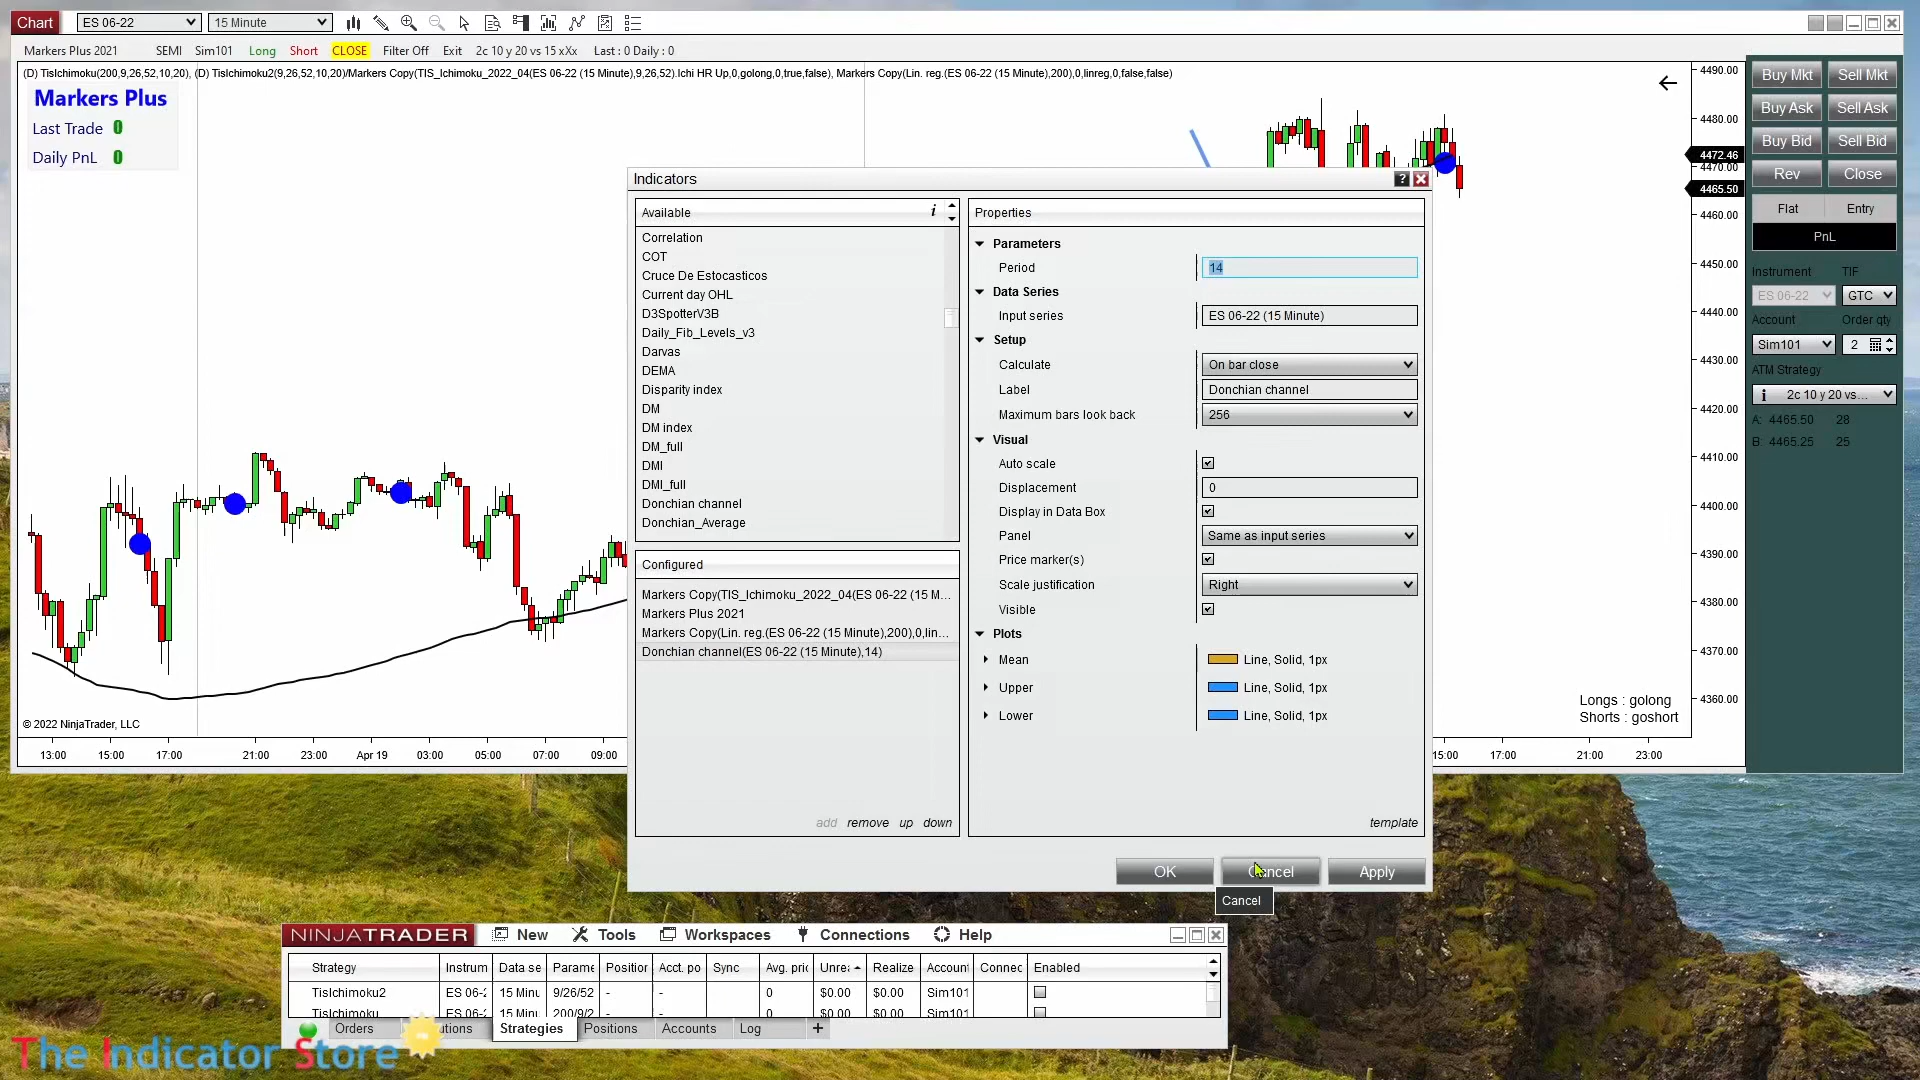 Chart ES 06-22 15 Minute
Markers Plus 2021 SEMI Sim101 Long Short CLOSE Filter Off Exit 2c 10 y 20 vs 15 xXx Last : 0 Daily : 0
(D) TisIchimoku(200,9,26,52,10,20), (D) TisIchimoku2(9,26,52,10,20)/Markers Copy(TIS_Ichimoku_2022_04(ES 06-22 (15 Minute),9,26,52).Ichi HR Up,0,golong,0,true,false), Markers Copy(Lin. reg.(ES 06-22 (15 Minute),200),0,linreg,0,false,false)
Markers Plus
Last Trade 0
Daily PnL 0
4490.00
4480.00
4472.46
4470.00
4465.50
4460.00
4450.00
4440.00
4430.00
4420.00
4410.00
4400.00
4390.00
4380.00
4370.00
4360.00
Longs : golong
Shorts : goshort
© 2022 NinjaTrader, LLC
13:00 15:00 17:00 21:00 23:00 Apr 19 03:00 05:00 07:00 09:00 15:00 17:00 21:00 23:00
Buy Mkt Sell Mkt
Buy Ask Sell Ask
Buy Bid Sell Bid
Rev Close
Flat Entry
PnL
Instrument TIF
ES 06-22 GTC
Account Order qty
Sim101 2
ATM Strategy
i 2c 10 y 20 vs...
A: 4465.50 28
B: 4465.25 25
Indicators ?
Available i
Correlation
COT
Cruce De Estocasticos
Current day OHL
D3SpotterV3B
Daily_Fib_Levels_v3
Darvas
DEMA
Disparity index
DM
DM index
DM_full
DMI
DMI_full
Donchian channel
Donchian_Average
Configured
Markers Copy(TIS_Ichimoku_2022_04(ES 06-22 (15 M...
Markers Plus 2021
Markers Copy(Lin. reg.(ES 06-22 (15 Minute),200),0,lin...
Donchian channel(ES 06-22 (15 Minute),14)
add remove up down
Properties
Parameters
Period 14
Data Series
Input series ES 06-22 (15 Minute)
Setup
Calculate On bar close
Label Donchian channel
Maximum bars look back 256
Visual
Auto scale
Displacement 0
Display in Data Box
Panel Same as input series
Price marker(s)
Scale justification Right
Visible
Plots
Mean Line, Solid, 1px
Upper Line, Solid, 1px
Lower Line, Solid, 1px
template
OK Cancel Apply
Cancel
NINJATRADER New Tools Workspaces Connections Help
Strategy Instrum Data se Parame Position Acct. po Sync Avg. pric Unrea Realize Account Connec Enabled
TisIchimoku2 ES 06-2 15 Minu 9/26/52 - - 0 $0.00 $0.00 Sim101
TisIchimoku ES 06-2 15 Minu 200/9/2 - - 0 $0.00 $0.00 Sim101
Orders utions Strategies Positions Accounts Log +
The Indicator Store